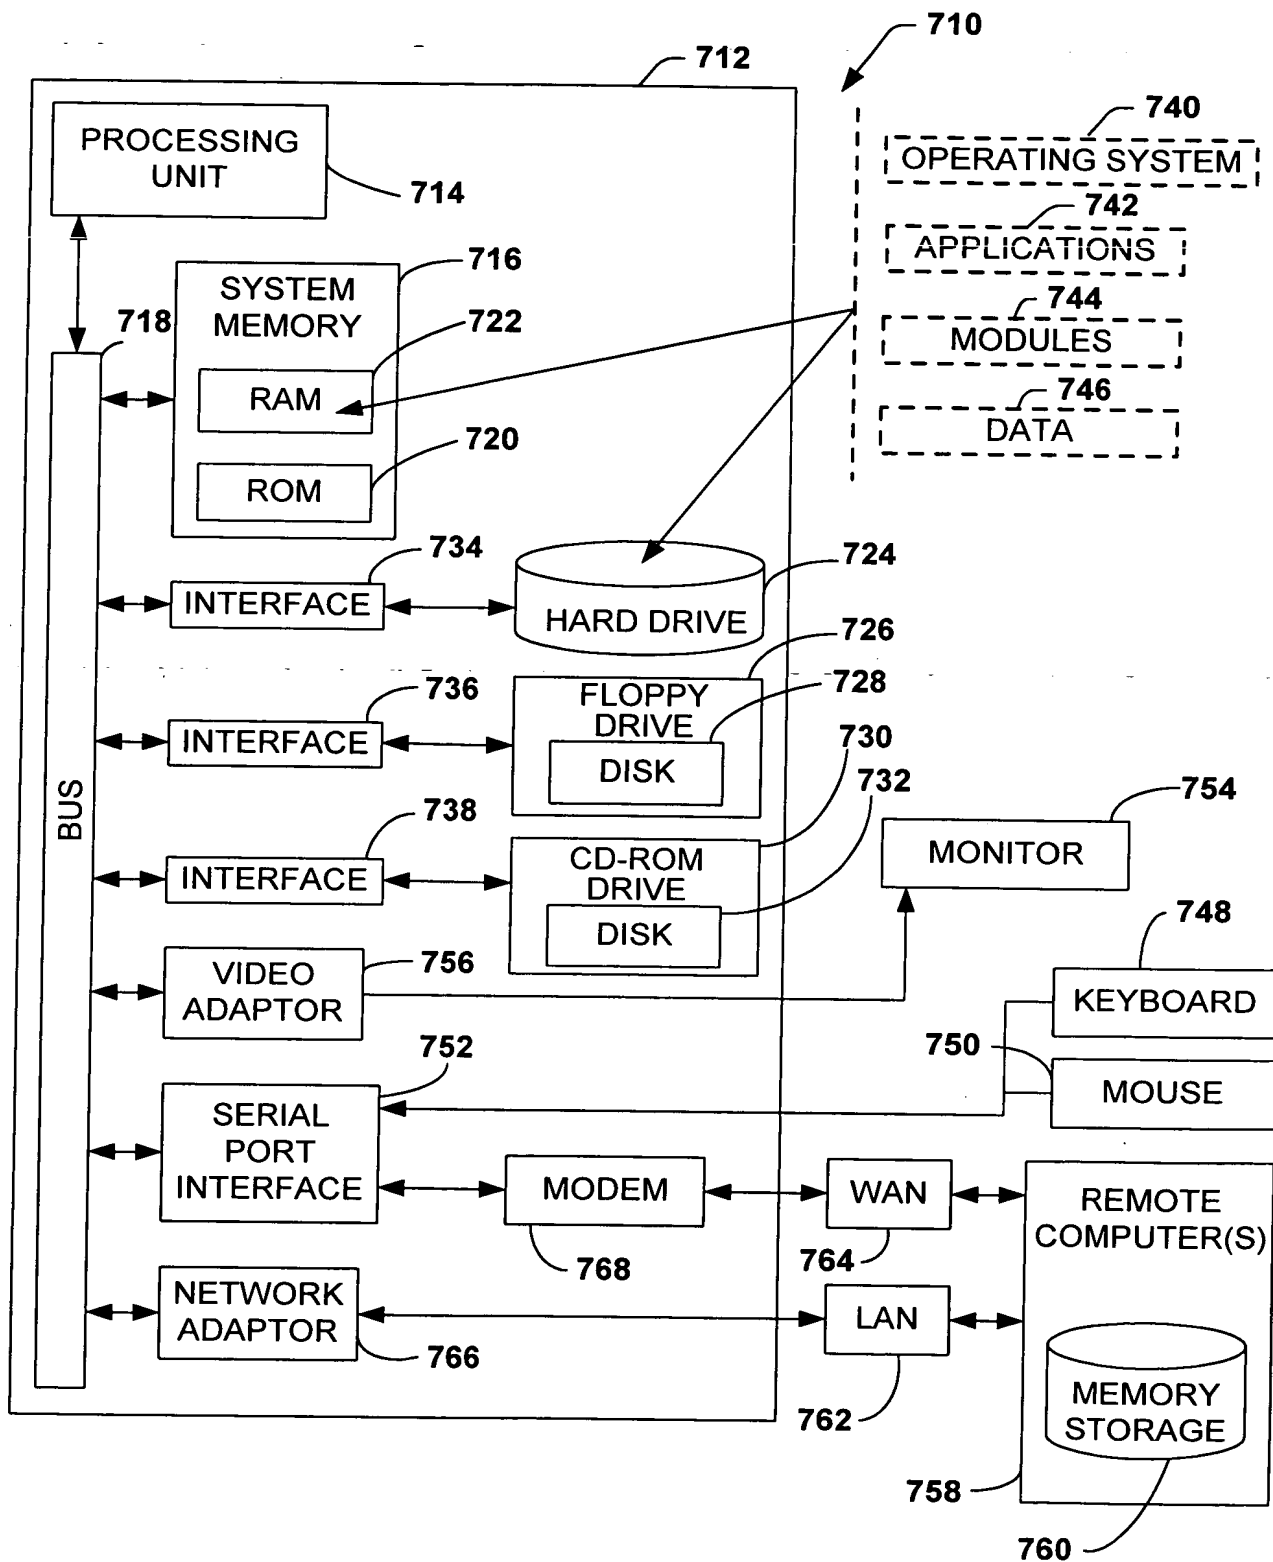 710
712
740
PROCESSING
UNIT
714
OPERATING SYSTEM
742
APPLICATIONS
716
SYSTEM
MEMORY
718
722
744
MODULES
RAM
746
DATA
720
ROM
734
724
INTERFACE
HARD DRIVE
726
736
FLOPPY
DRIVE
728
INTERFACE
DISK
730
732
754
BUS
738
MONITOR
INTERFACE
CD-ROM
DRIVE
DISK
748
VIDEO
ADAPTOR
756
KEYBOARD
752
750
MOUSE
SERIAL
PORT
INTERFACE
MODEM
WAN
REMOTE
COMPUTER(S)
768
764
NETWORK
ADAPTOR
LAN
766
762
MEMORY
STORAGE
758
760